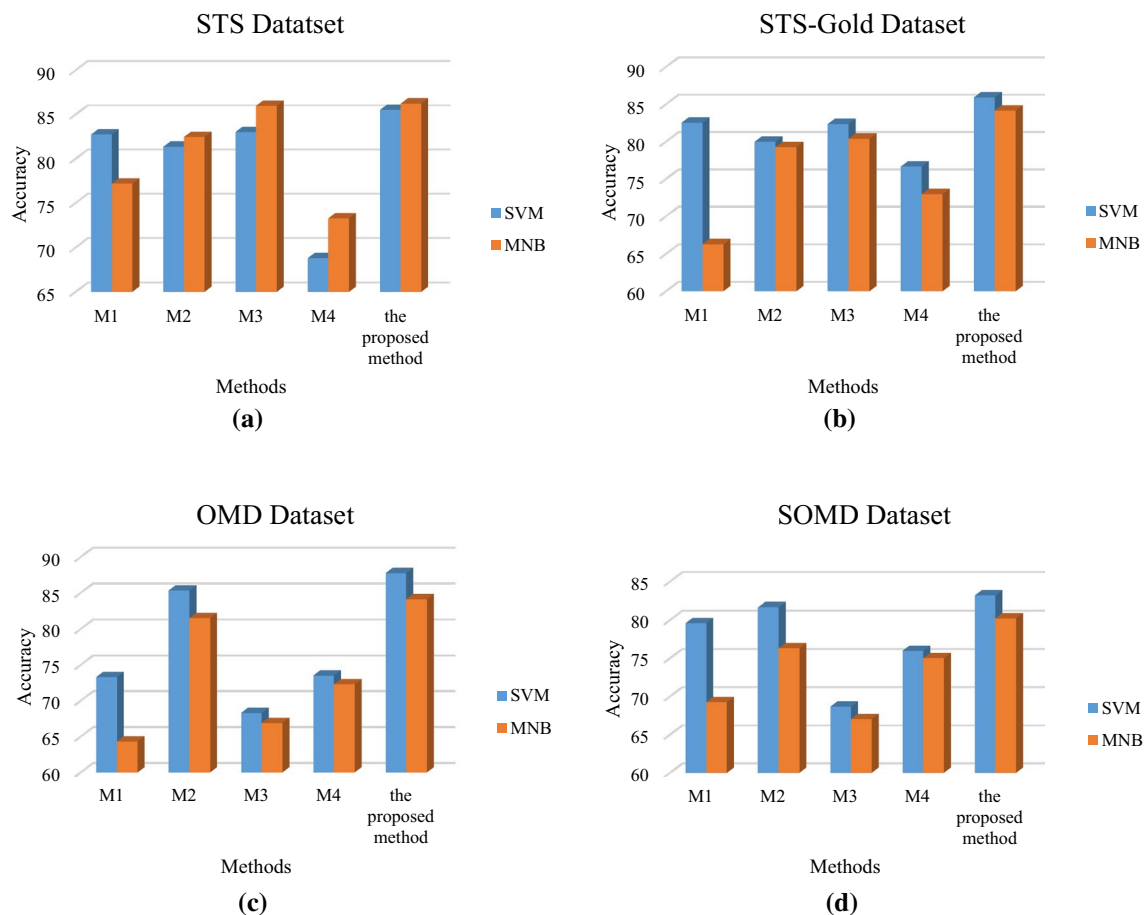 STS Datatset
90
85
80
75
70
65
Accuracy
M1 M2 M3 M4 the
proposed
method
Methods
SVM
MNB
(a)
STS-Gold Dataset
90
85
80
75
70
65
60
Accuracy
M1 M2 M3 M4 the
proposed
method
Methods
SVM
MNB
(b)
OMD Dataset
90
85
80
75
70
65
60
Accuracy
M1 M2 M3 M4 the
proposed
method
Methods
SVM
MNB
(c)
SOMD Dataset
85
80
75
70
65
60
Accuracy
M1 M2 M3 M4 the
proposed
method
Methods
SVM
MNB
(d)